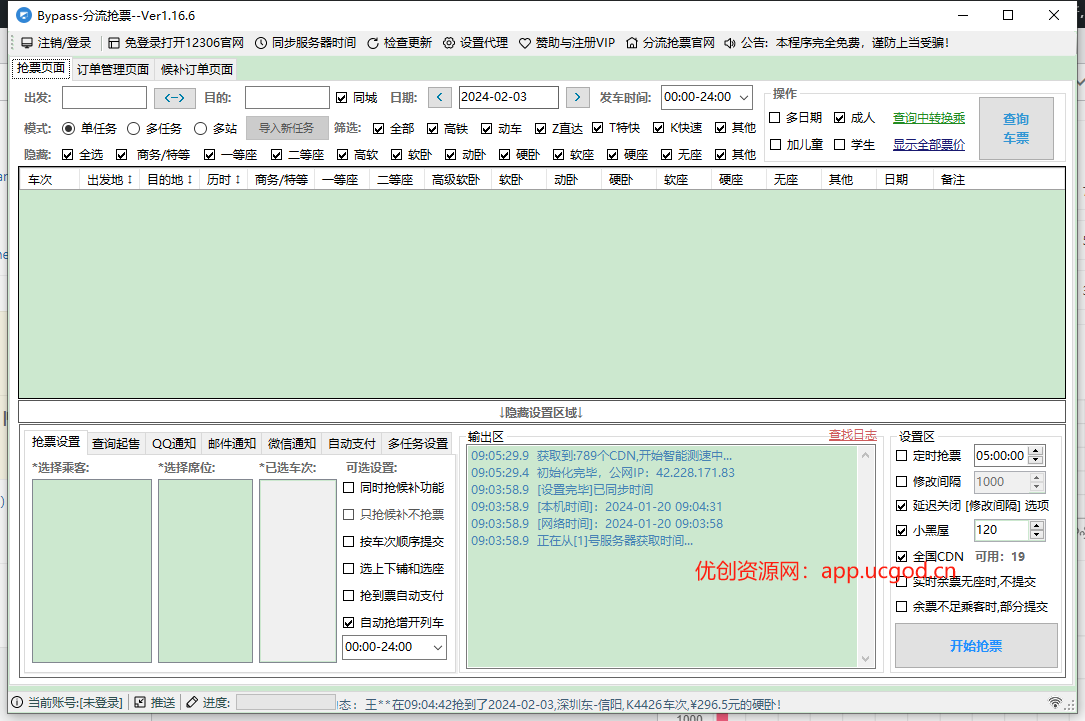 Bypass-分流抢票--Ver1.16.6
注销/登录 免登录打开12306官网 同步服务器时间 检查更新 设置代理 赞助与注册VIP 分流抢票官网 公告: 本程序完全免费, 谨防上当受骗!
抢票页面 订单管理页面 候补订单页面
出发: <-> 目的: 同城 日期: < 2024-02-03 > 发车时间: 00:00-24:00 操作
模式: 单任务 多任务 多站 导入新任务 筛选: 全部 高铁 动车 Z直达 T特快 K快速 其他 多日期 成人 查询中转换乘 查询
车票
隐藏: 全选 商务/特等 一等座 二等座 高软 软卧 动卧 硬卧 软座 硬座 无座 其他 加儿童 学生 显示全部票价
车次 出发地↕ 目的地↕ 历时↕ 商务/特等 一等座 二等座 高级软卧 软卧 动卧 硬卧 软座 硬座 无座 其他 日期 备注
↓隐藏设置区域↓
抢票设置 查询起售 QQ通知 邮件通知 微信通知 自动支付 多任务设置
*选择乘客: *选择席位: *已选车次: 可选设置:
同时抢候补功能
只抢候补不抢票
按车次顺序提交
选上下铺和选座
抢到票自动支付
自动抢增开列车
00:00-24:00
输出区 查找日志
09:05:29.9 获取到:789个CDN,开始智能测速中...
09:05:29.4 初始化完毕，公网IP：42.228.171.83
09:03:58.9 [设置完毕]已同步时间
09:03:58.9 [本机时间]：2024-01-20 09:04:31
09:03:58.9 [网络时间]：2024-01-20 09:03:58
09:03:58.9 正在从[1]号服务器获取时间...
优创资源网：app.ucgod.cn
设置区
定时抢票 05:00:00
修改间隔 1000
延迟关闭 [修改间隔] 选项
小黑屋 120
全国CDN 可用：19
实时余票无座时,不提交
余票不足乘客时,部分提交
开始抢票
当前账号:[未登录] 推送 进度: 态： 王**在09:04:42抢到了2024-02-03,深圳东-信阳,K4426车次,¥296.5元的硬卧!
1000